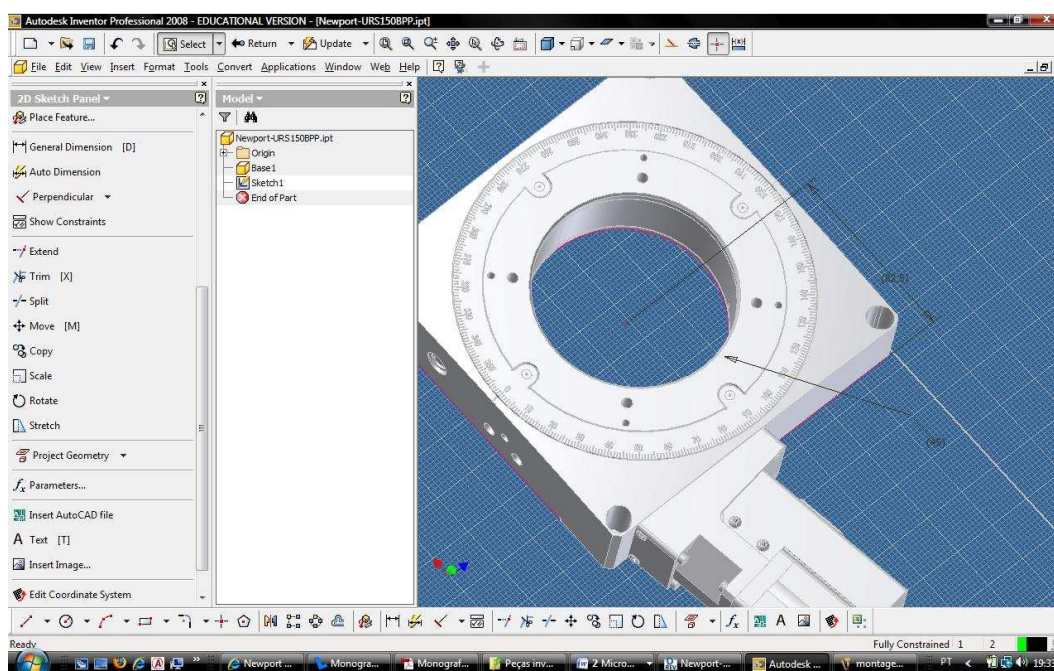 Autodesk Inventor Professional 2008 - EDUCATIONAL VERSION - [Newport-URS150BPP.ipt]
Select Return Update
File Edit View Insert Format Tools Convert Applications Window Web Help
2D Sketch Panel
Place Feature...
General Dimension [D]
Auto Dimension
Perpendicular
Show Constraints
Extend
Trim [X]
Split
Move [M]
Copy
Scale
Rotate
Stretch
Project Geometry
fx Parameters...
Insert AutoCAD file
A Text [T]
Insert Image...
Edit Coordinate System
Model
Newport-URS150BPP.ipt
Origin
Base1
Sketch1
End of Part
(82,5)
(45)
Ready
Fully Constrained 1 2
Newport ... Monogra... Monograf... Peças inv... 2 Micro... Newport-... Autodesk ... montage... PT 19:33